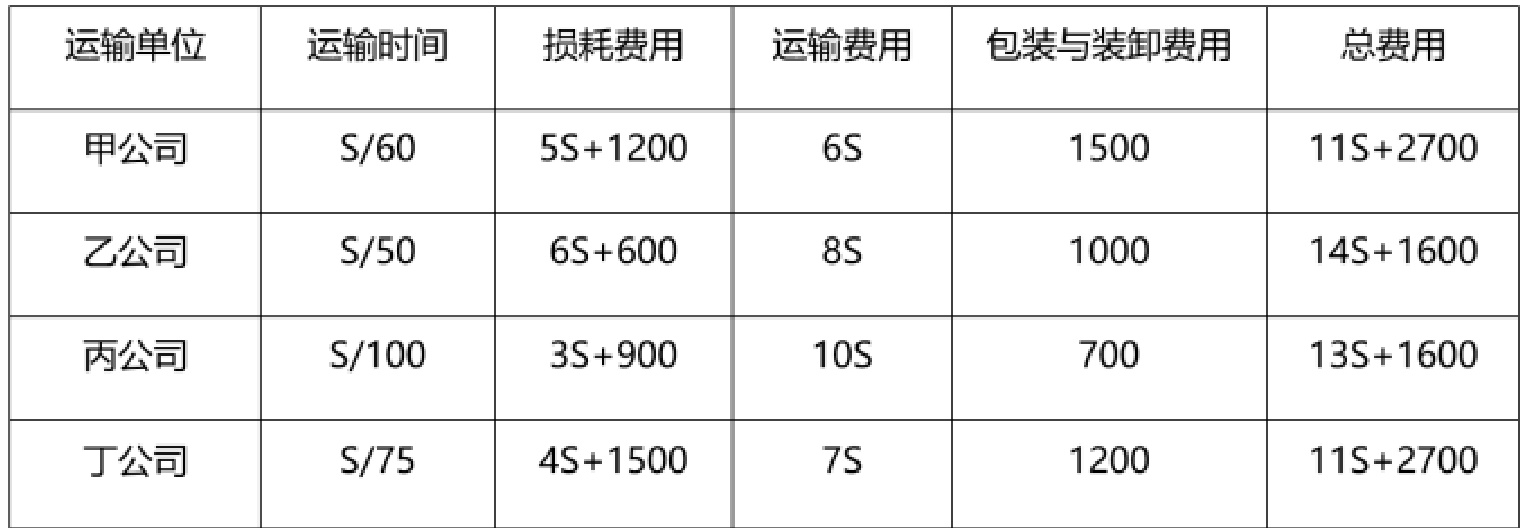 运输单位 运输时间 损耗费用 运输费用 包装与装卸费用 总费用
甲公司 S/60 5S+1200 6S 1500 11S+2700
乙公司 S/50 6S+600 8S 1000 14S+1600
丙公司 S/100 3S+900 10S 700 13S+1600
丁公司 S/75 4S+1500 7S 1200 11S+2700